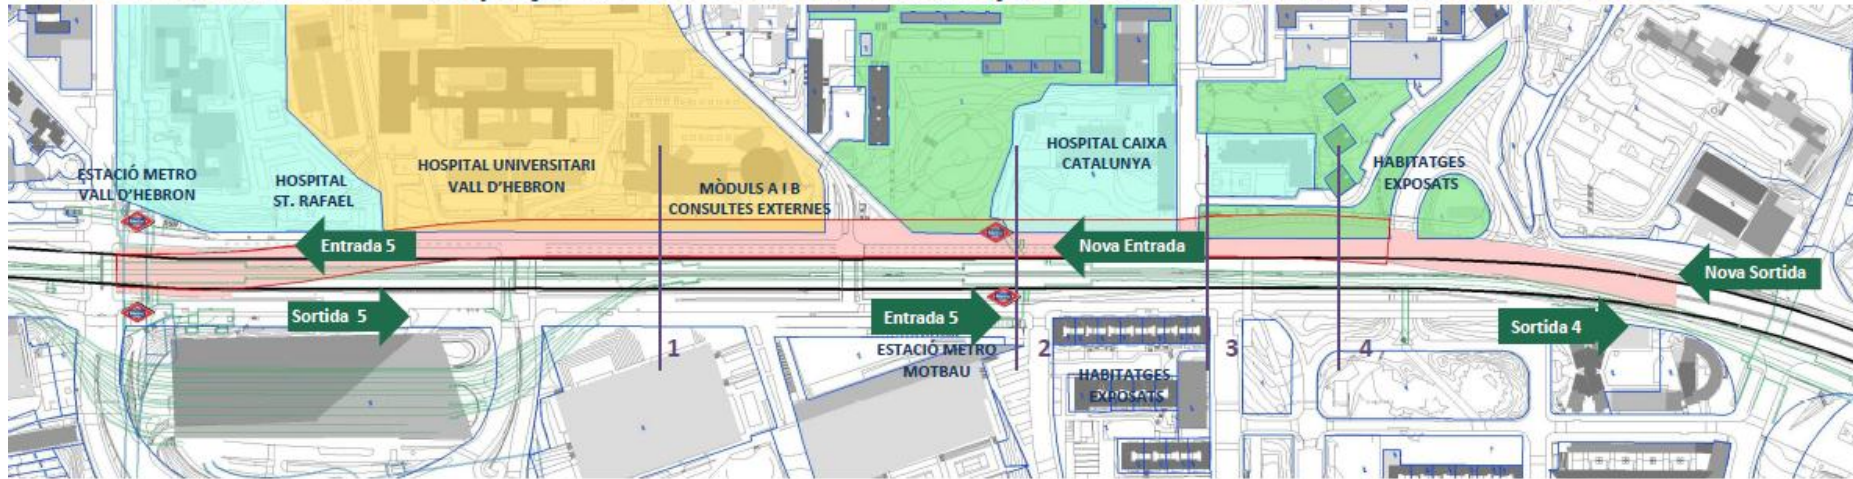 ESTACIÓ METRO
VALL D'HEBRON
HOSPITAL
ST. RAFAEL
HOSPITAL UNIVERSITARI
VALL D'HEBRON
MÒDULS A I B
CONSULTES EXTERNES
HOSPITAL CAIXA
CATALUNYA
HABITATGES
EXPOSATS
Entrada 5
Nova Entrada
Nova Sortida
Sortida 5
Entrada 5
Sortida 4
1
2
3
4
ESTACIÓ METRO
MOTBAU
HABITATGES
EXPOSATS